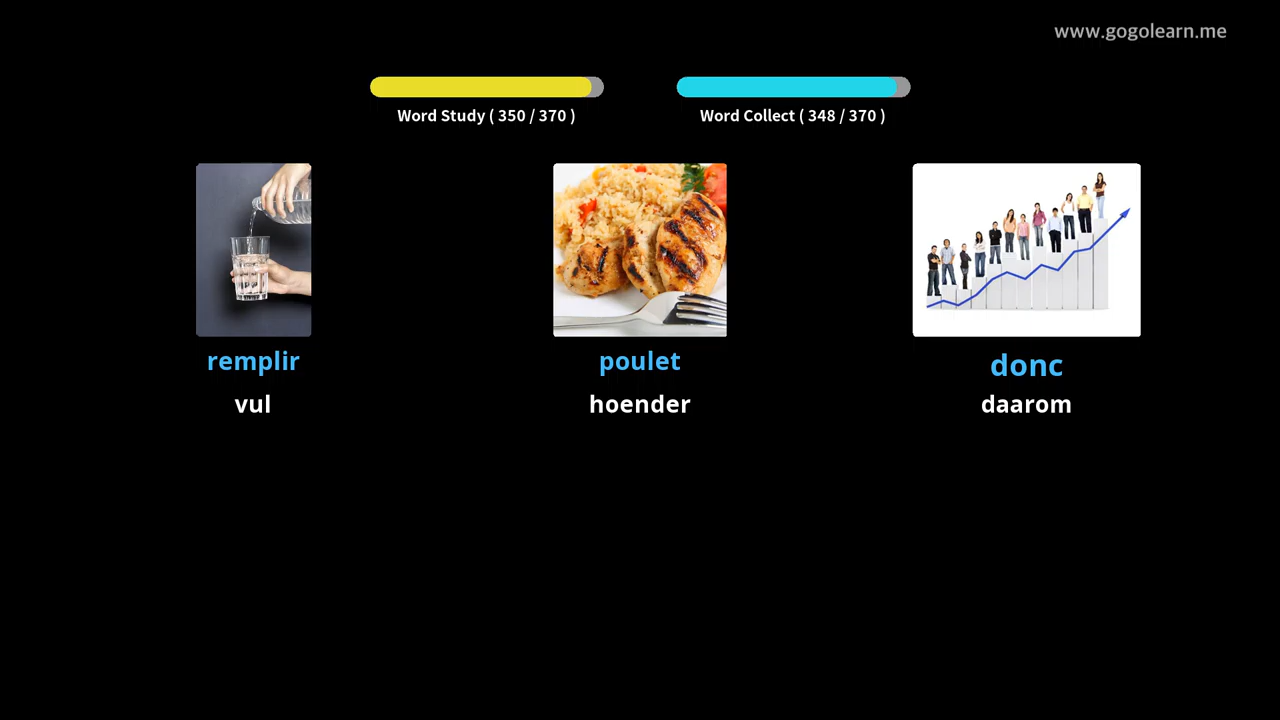 www.gogolearn.me
Word Study ( 350 / 370 )
Word Collect ( 348 / 370 )
remplir
poulet
donc
vul
hoender
daarom